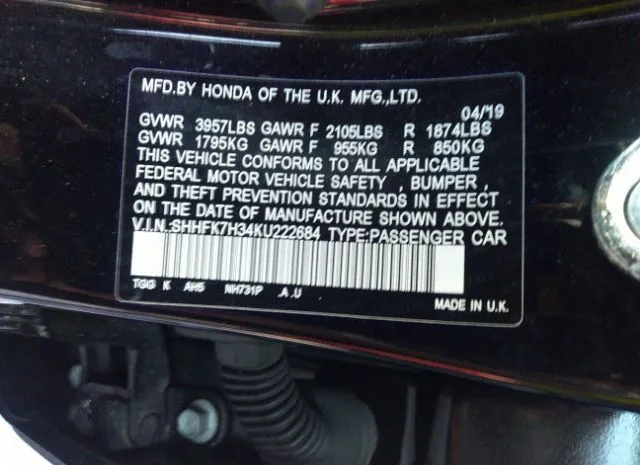 MFD.BY HONDA OF THE U.K. MFG.,LTD.
04/19
GVWR 3957LBS GAWR F 2105LBS R 1874LBS
GVWR 1795KG GAWR F 955KG R 850KG
THIS VEHICLE CONFORMS TO ALL APPLICABLE
FEDERAL MOTOR VEHICLE SAFETY , BUMPER ,
AND THEFT PREVENTION STANDARDS IN EFFECT
ON THE DATE OF MANUFACTURE SHOWN ABOVE.
V.I.N.:SHHFK7H34KU222684 TYPE:PASSENGER CAR
TGG K AH5 NH731P .A .U
MADE IN U.K.